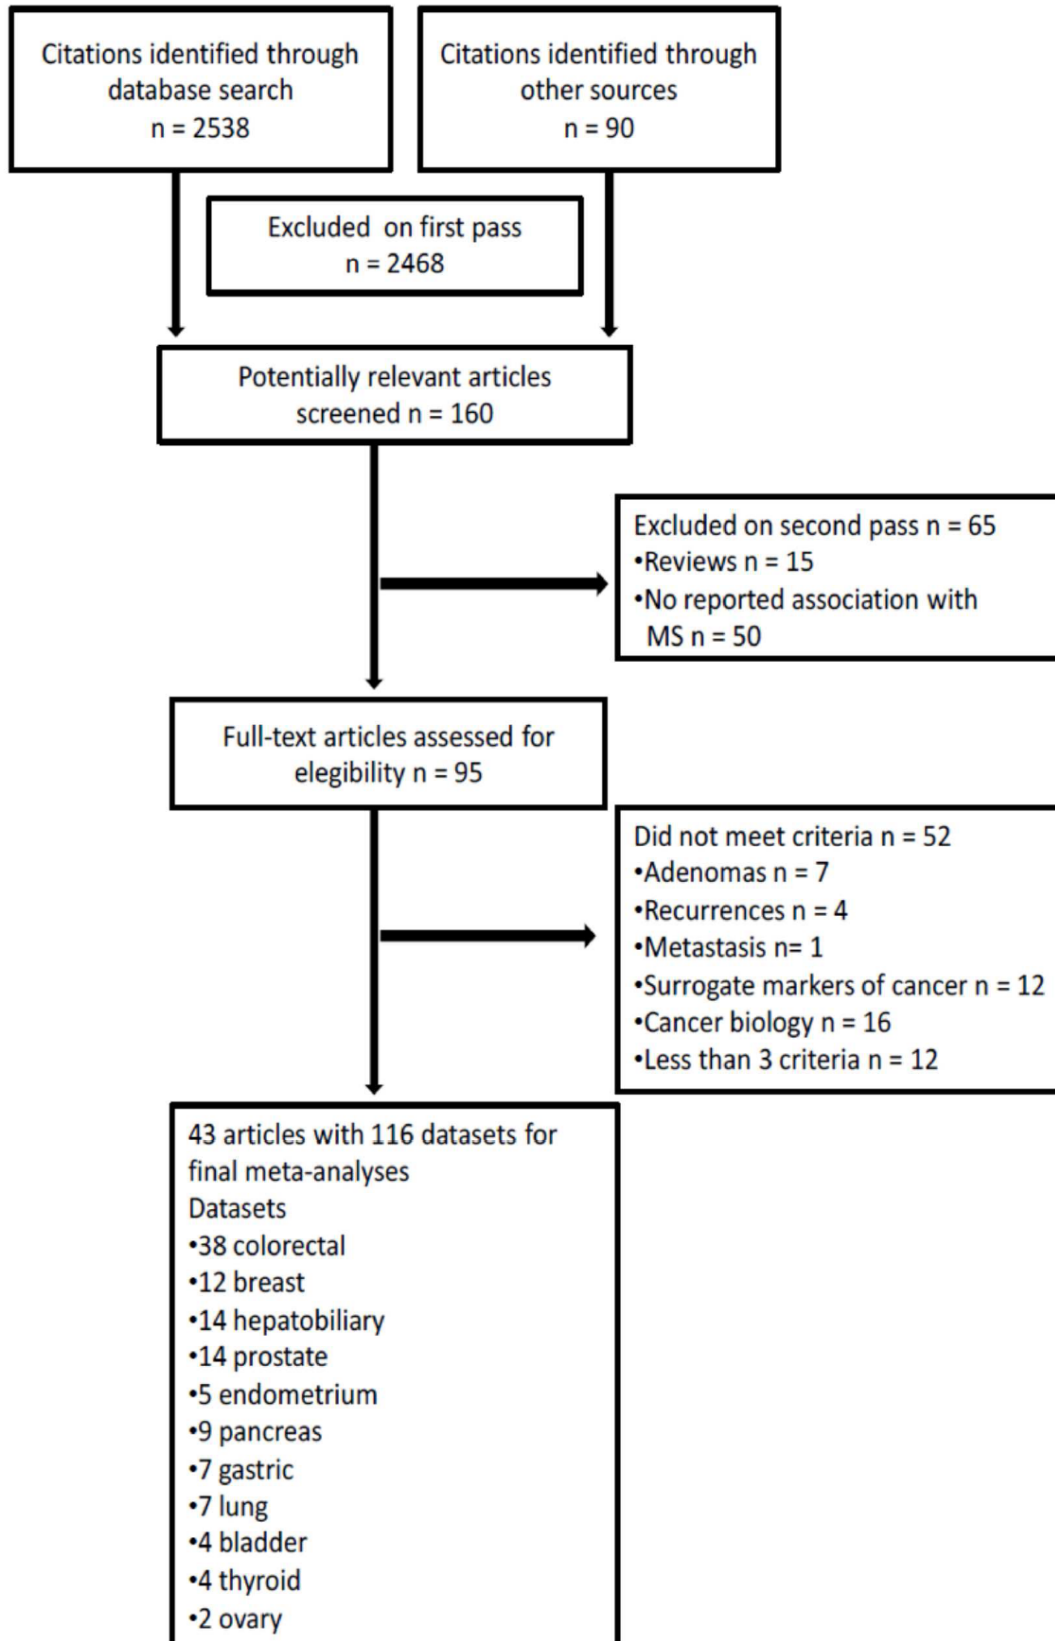 Citations identified through
database search
n = 2538
Citations identified through
other sources
n = 90
Excluded on first pass
n = 2468
Potentially relevant articles
screened n = 160
Excluded on second pass n = 65
•Reviews n = 15
•No reported association with
MS n = 50
Full-text articles assessed for
elegibility n = 95
Did not meet criteria n = 52
•Adenomas n = 7
•Recurrences n = 4
•Metastasis n= 1
•Surrogate markers of cancer n = 12
•Cancer biology n = 16
•Less than 3 criteria n = 12
43 articles with 116 datasets for
final meta-analyses
Datasets
•38 colorectal
•12 breast
•14 hepatobiliary
•14 prostate
•5 endometrium
•9 pancreas
•7 gastric
•7 lung
•4 bladder
•4 thyroid
•2 ovary